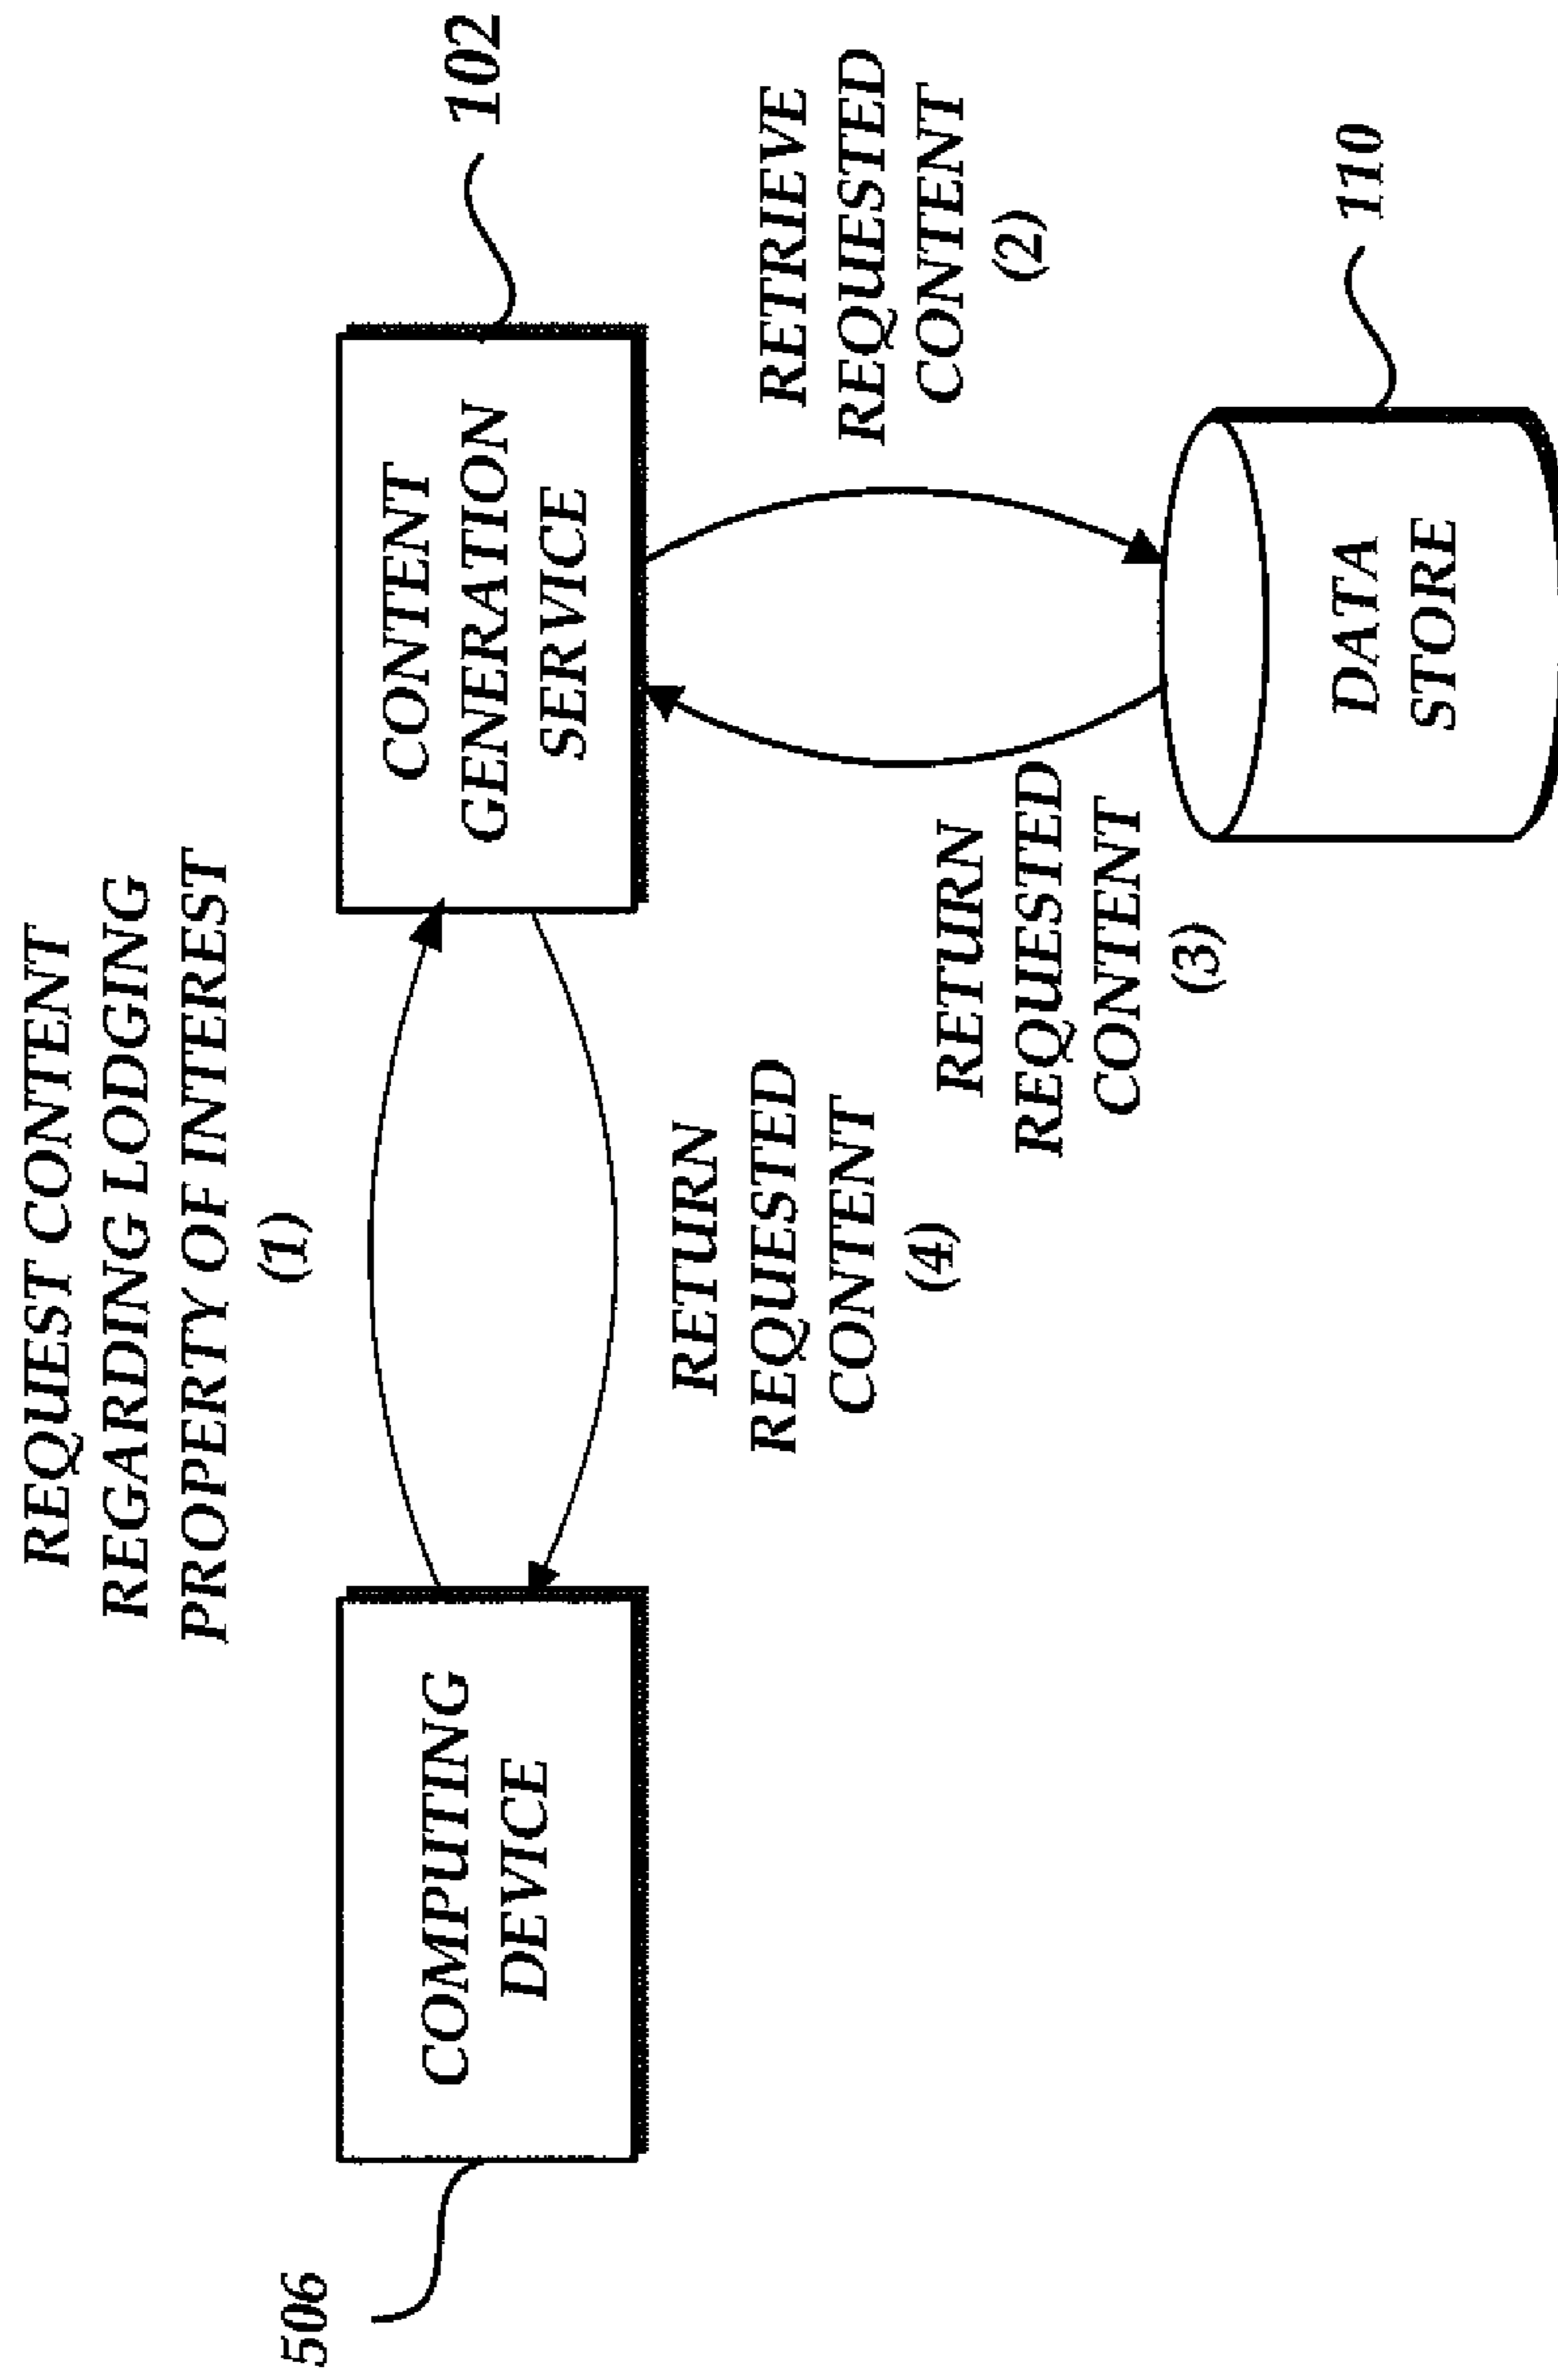 REQUEST CONTENT
REGARDING LODGING
PROPERTY OF INTEREST
(1)
506
COMPUTING
DEVICE
CONTENT
GENERATION
SERVICE
102
RETURN
REQUESTED
CONTENT
(4)
RETRIEVE
REQUESTED
CONTENT
(2)
RETURN
REQUESTED
CONTENT
(3)
DATA
STORE
110